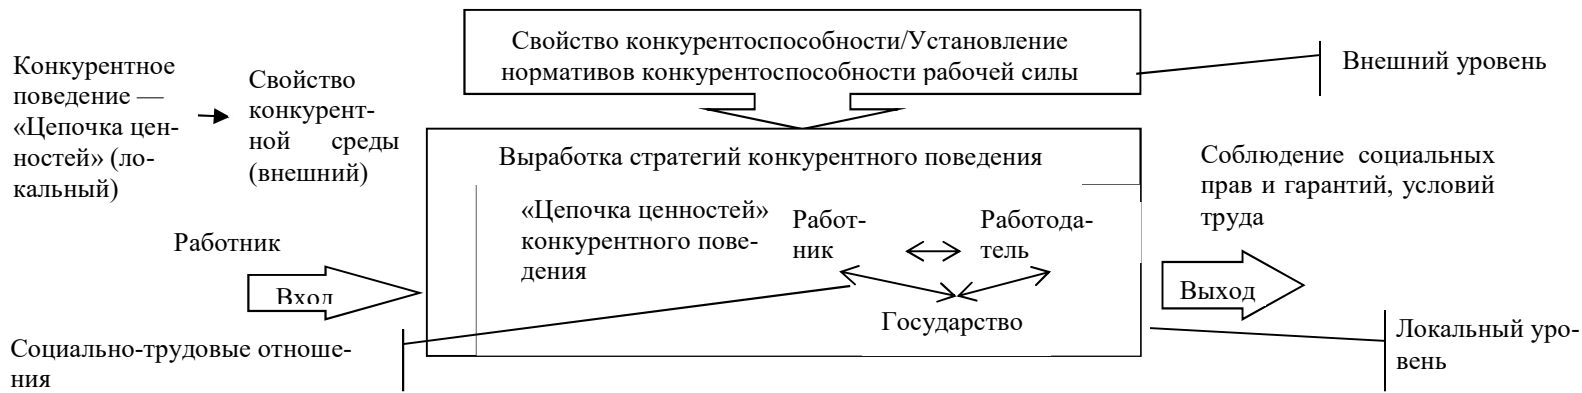 Свойство конкурентоспособности/Установление
нормативов конкурентоспособности рабочей силы
Внешний уровень
Конкурентное
поведение —
«Цепочка цен-
ностей» (ло-
кальный)
Свойство
конкурент-
ной среды
(внешний)
Выработка стратегий конкурентного поведения
«Цепочка ценностей»
конкурентного пове-
дения
Работ-
ник
Работода-
тель
Государство
Соблюдение социальных
прав и гарантий, условий
труда
Работник
Вход
Выход
Социально-трудовые отноше-
ния
Локальный уро-
вень